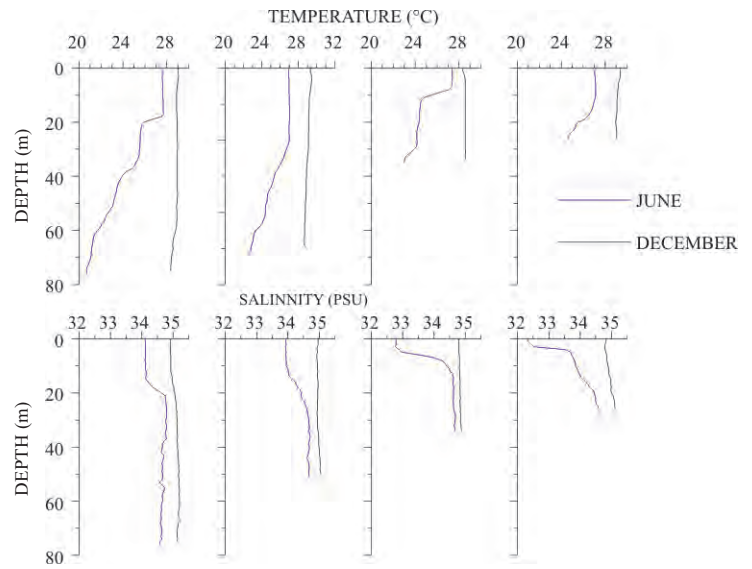 TEMPERATURE (°C)
20 24 28 20 24 28 32 20 24 28 20 24 28
0
20
40
60
80
DEPTH (m)
JUNE
DECEMBER
SALINNITY (PSU)
32 33 34 35 32 33 34 35 32 33 34 35 32 33 34 35
0
20
40
60
80
DEPTH (m)